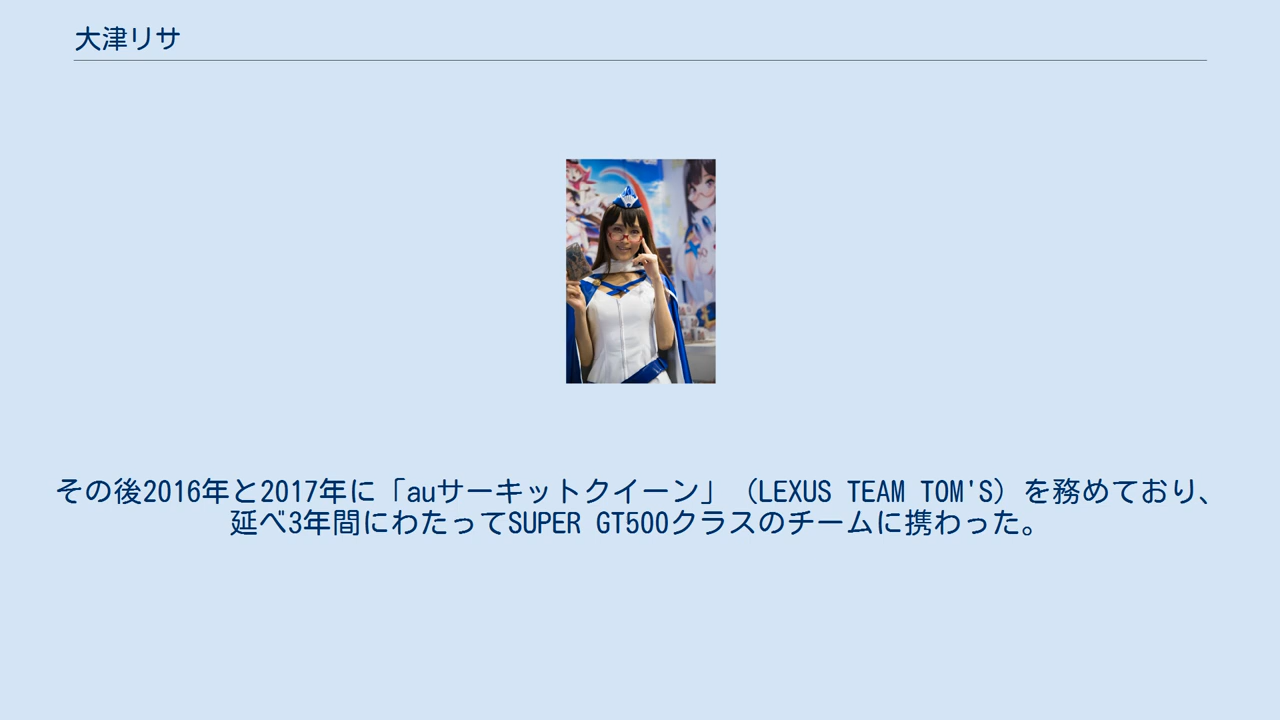 大津リサ
その後2016年と2017年に「auサーキットクイーン」（LEXUS TEAM TOM'S）を務めており、
延べ3年間にわたってSUPER GT500クラスのチームに携わった。